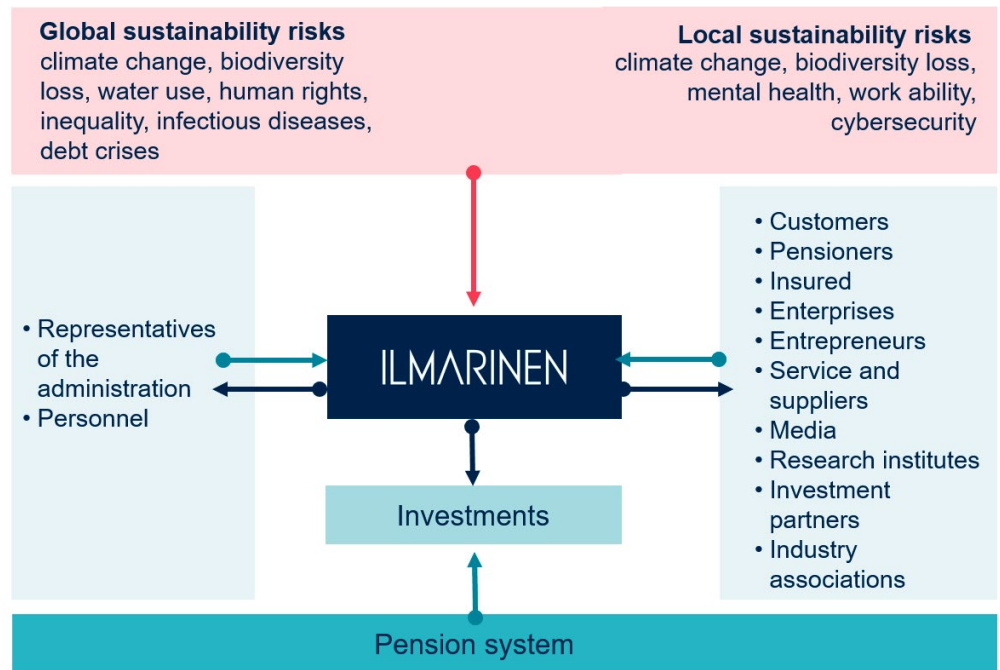 Global sustainability risks
climate change, biodiversity
loss, water use, human rights,
inequality, infectious diseases,
debt crises
Local sustainability risks
climate change, biodiversity loss,
mental health, work ability,
cybersecurity
• Representatives
of the
administration
• Personnel
ILMARINEN
Investments
• Customers
• Pensioners
• Insured
• Enterprises
• Entrepreneurs
• Service and
suppliers
• Media
• Research institutes
• Investment
partners
• Industry
associations
Pension system